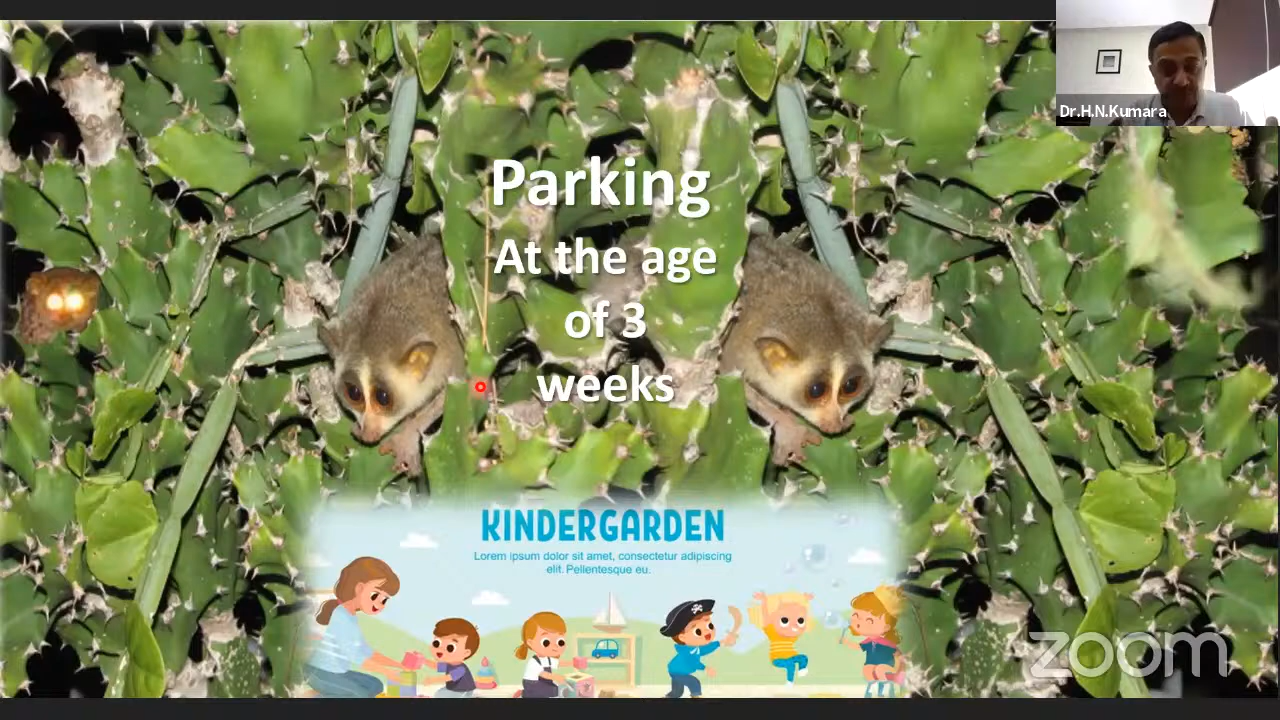 Dr.H.N.Kumara
Parking
At the age
of 3
weeks
KINDERGARDEN
Lorem ipsum dolor sit amet, consectetur adipiscing
elit. Pellentesque eu.
zoom